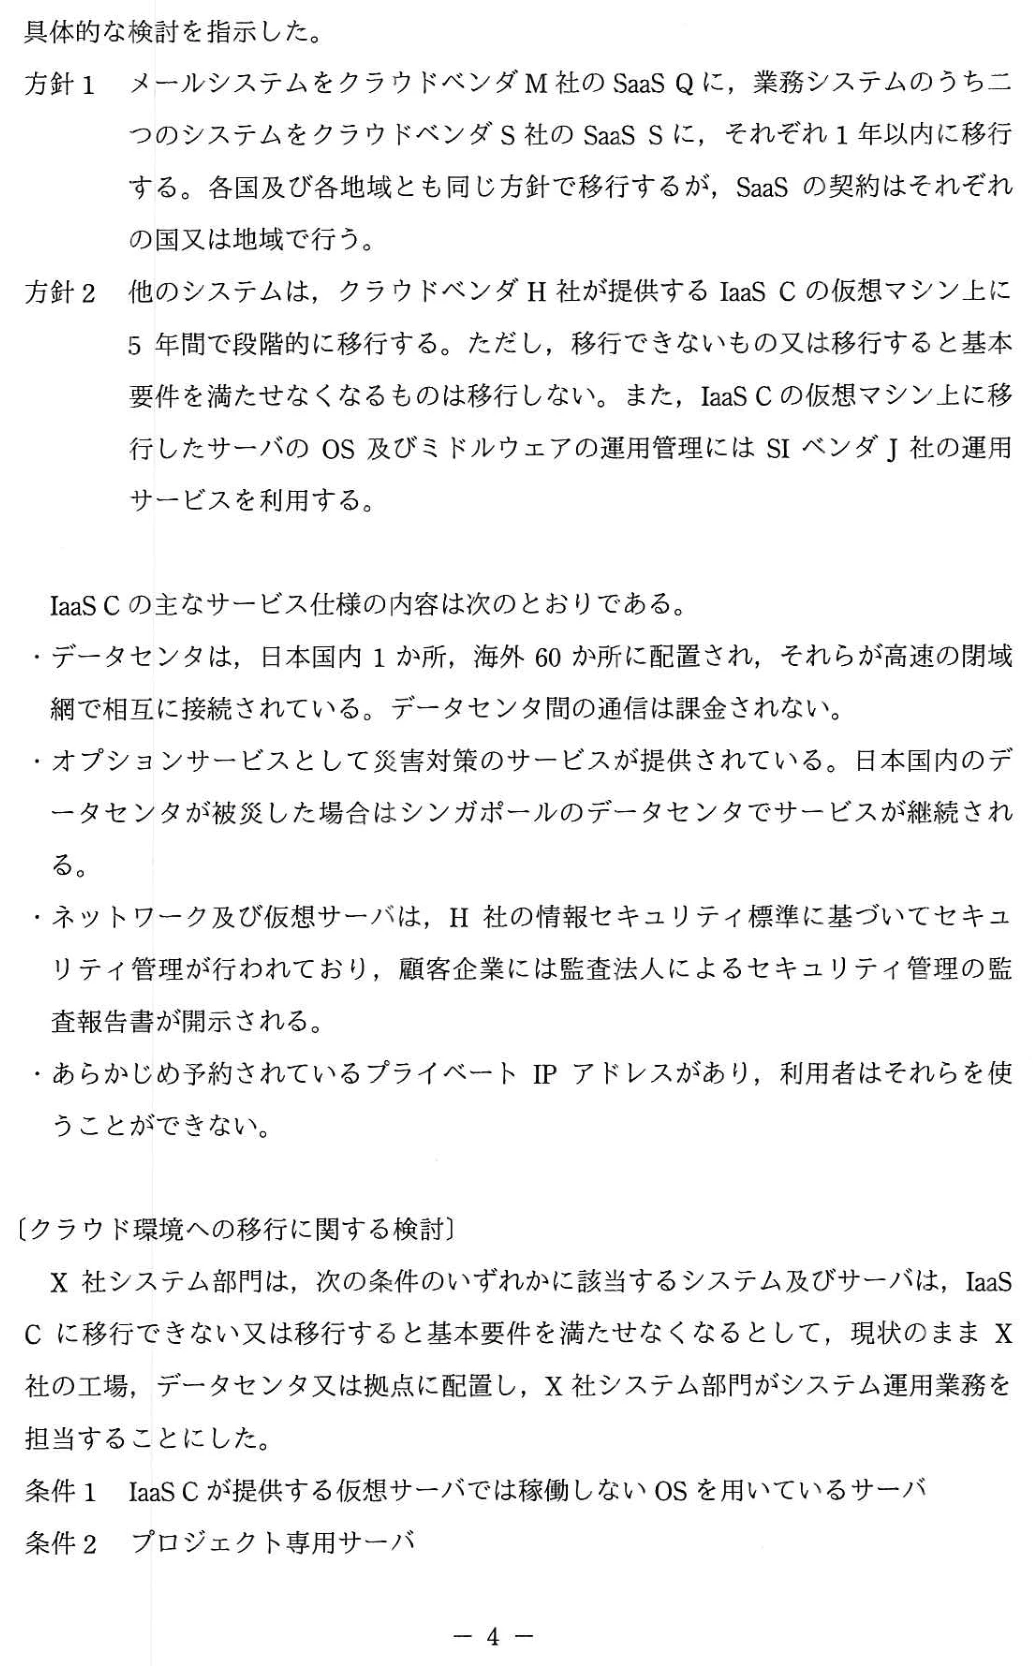 具体的な検討を指示した。
方針1 メールシステムをクラウドベンダM社のSaaS Qに，業務システムのうち二
つのシステムをクラウドベンダS社のSaaS Sに，それぞれ1年以内に移行
する。各国及び各地域とも同じ方針で移行するが，SaaSの契約はそれぞれ
の国又は地域で行う。
方針2 他のシステムは，クラウドベンダH社が提供するIaaS Cの仮想マシン上に
5年間で段階的に移行する。ただし，移行できないもの又は移行すると基本
要件を満たせなくなるものは移行しない。また，IaaS Cの仮想マシン上に移
行したサーバのOS及びミドルウェアの運用管理にはSIベンダJ社の運用
サービスを利用する。
IaaS Cの主なサービス仕様の内容は次のとおりである。
・データセンタは，日本国内1か所，海外60か所に配置され，それらが高速の閉域
網で相互に接続されている。データセンタ間の通信は課金されない。
・オプションサービスとして災害対策のサービスが提供されている。日本国内のデ
ータセンタが被災した場合はシンガポールのデータセンタでサービスが継続され
る。
・ネットワーク及び仮想サーバは，H社の情報セキュリティ標準に基づいてセキュ
リティ管理が行われており，顧客企業には監査法人によるセキュリティ管理の監
査報告書が開示される。
・あらかじめ予約されているプライベートIPアドレスがあり，利用者はそれらを使
うことができない。
〔クラウド環境への移行に関する検討〕
X社システム部門は，次の条件のいずれかに該当するシステム及びサーバは，IaaS
Cに移行できない又は移行すると基本要件を満たせなくなるとして，現状のままX
社の工場，データセンタ又は拠点に配置し，X社システム部門がシステム運用業務を
担当することにした。
条件1 IaaS Cが提供する仮想サーバでは稼働しないOSを用いているサーバ
条件2 プロジェクト専用サーバ
－ 4 －